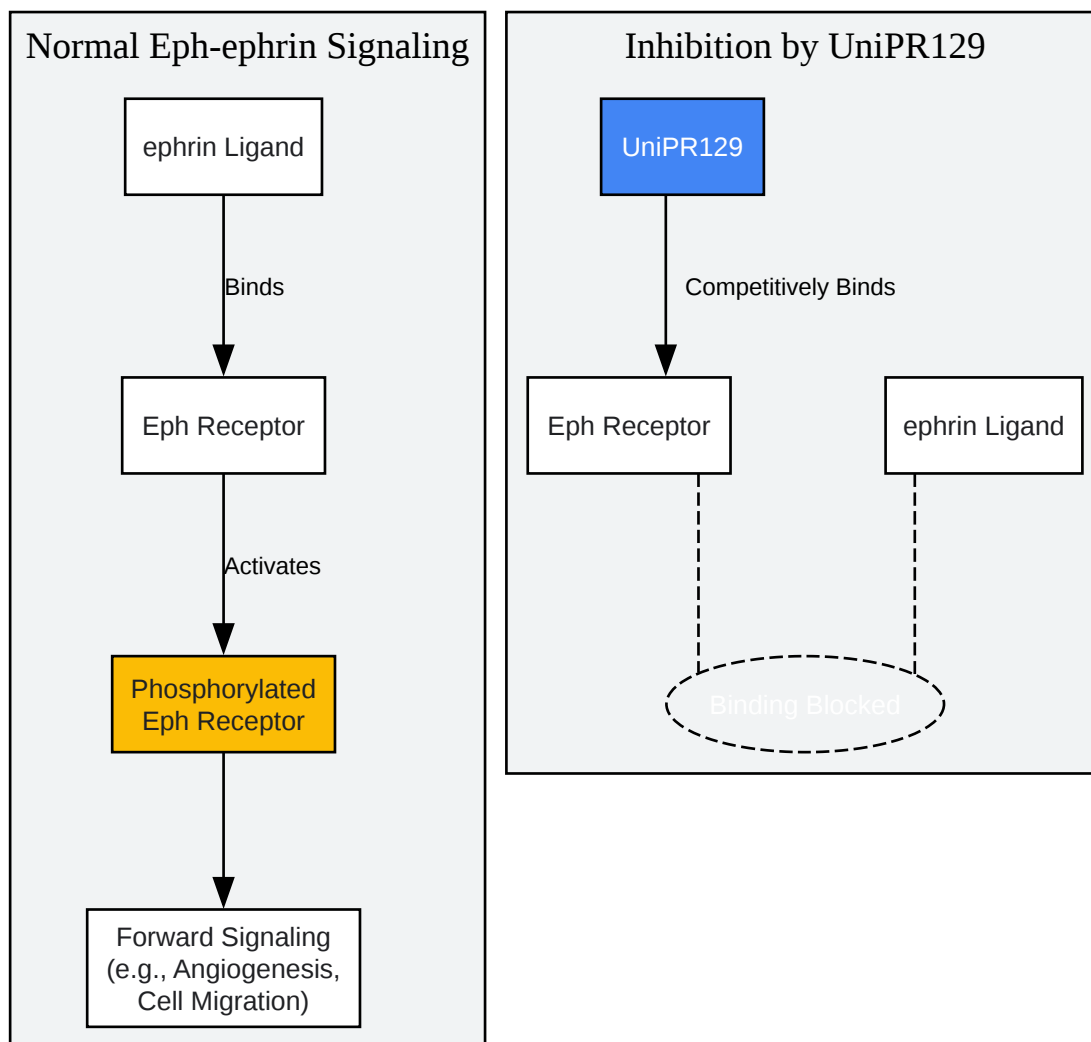 Normal Eph-ephrin Signaling
ephrin Ligand
Binds
Eph Receptor
Activates
Phosphorylated
Eph Receptor
Forward Signaling
(e.g., Angiogenesis,
Cell Migration)
Inhibition by UniPR129
UniPR129
Competitively Binds
Eph Receptor
ephrin Ligand
Binding Blocked